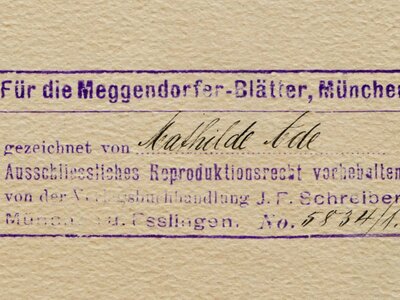 Für die Meggendorfer-Blätter, München
gezeichnet von Mathilde Ade
Ausschliessliches Reproduktionsrecht vorbehalten
von der Verlagsbuchhandlung J. F. Schreiber
München u. Esslingen. No. 5834/1.